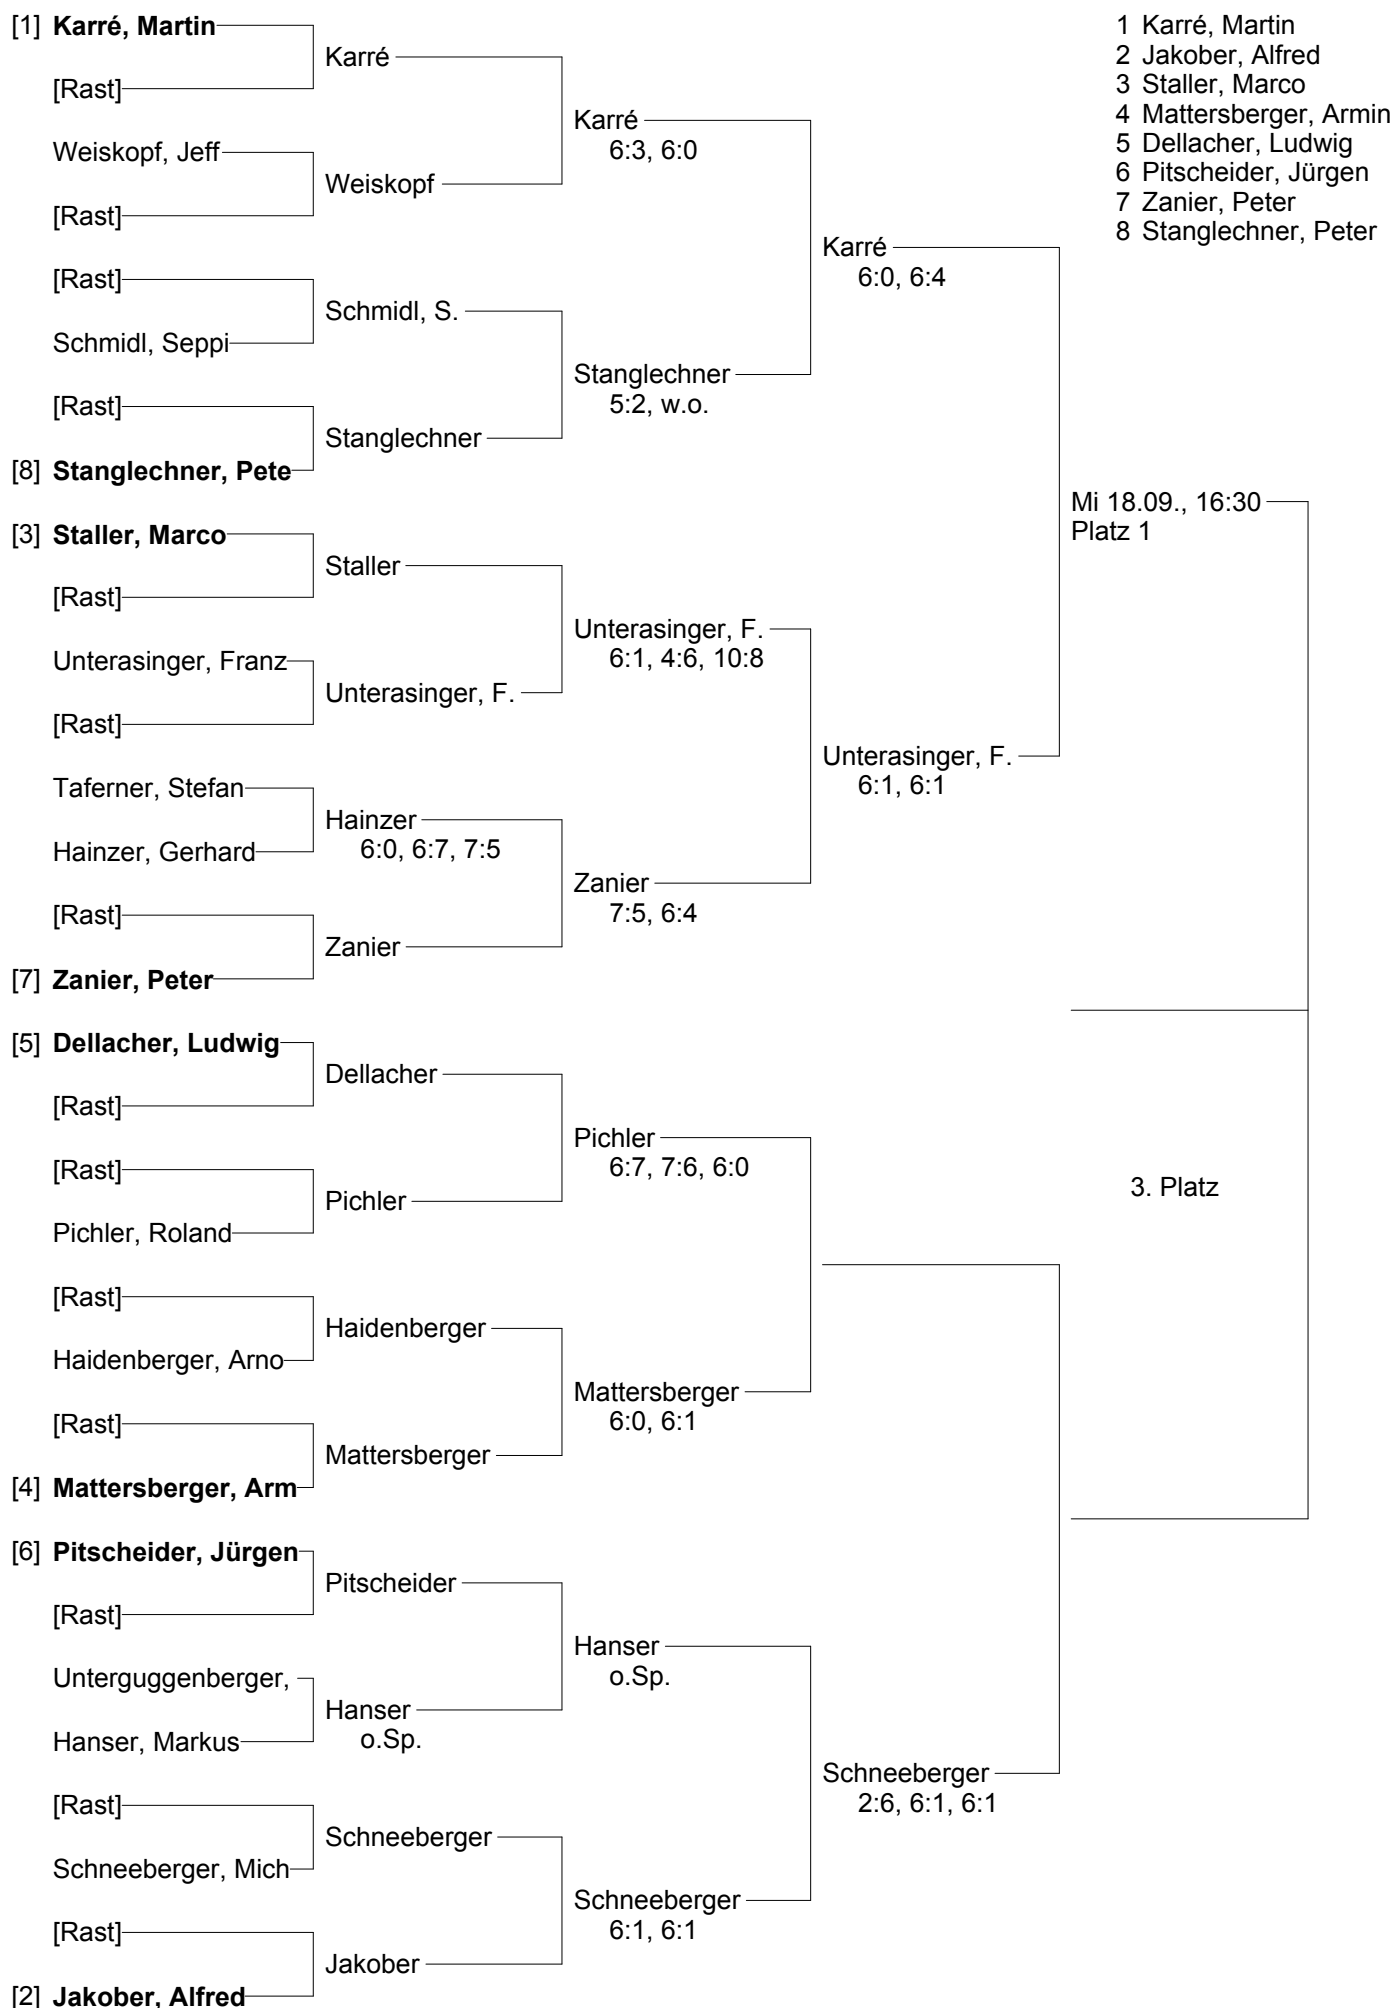 [1] Karré, Martin
[Rast]
Weiskopf, Jeff
[Rast]
[Rast]
Schmidl, Seppi
[Rast]
[8] Stanglechner, Pete
[3] Staller, Marco
[Rast]
Unterasinger, Franz
[Rast]
Taferner, Stefan
Hainzer, Gerhard
[Rast]
[7] Zanier, Peter
[5] Dellacher, Ludwig
[Rast]
[Rast]
Pichler, Roland
[Rast]
Haidenberger, Arno
[Rast]
[4] Mattersberger, Arm
[6] Pitscheider, Jürgen
[Rast]
Unterguggenberger,
Hanser, Markus
[Rast]
Schneeberger, Mich
[Rast]
[2] Jakober, Alfred
Karré
Weiskopf
Schmidl, S.
Stanglechner
Staller
Unterasinger, F.
Hainzer
6:0, 6:7, 7:5
Zanier
Dellacher
Pichler
Haidenberger
Mattersberger
Pitscheider
Hanser
o.Sp.
Schneeberger
Jakober
Karré
6:3, 6:0
Stanglechner
5:2, w.o.
Unterasinger, F.
6:1, 4:6, 10:8
Zanier
7:5, 6:4
Pichler
6:7, 7:6, 6:0
Mattersberger
6:0, 6:1
Hanser
o.Sp.
Schneeberger
6:1, 6:1
Karré
6:0, 6:4
Unterasinger, F.
6:1, 6:1
Schneeberger
2:6, 6:1, 6:1
Mi 18.09., 16:30
Platz 1
3. Platz
1 Karré, Martin
2 Jakober, Alfred
3 Staller, Marco
4 Mattersberger, Armin
5 Dellacher, Ludwig
6 Pitscheider, Jürgen
7 Zanier, Peter
8 Stanglechner, Peter